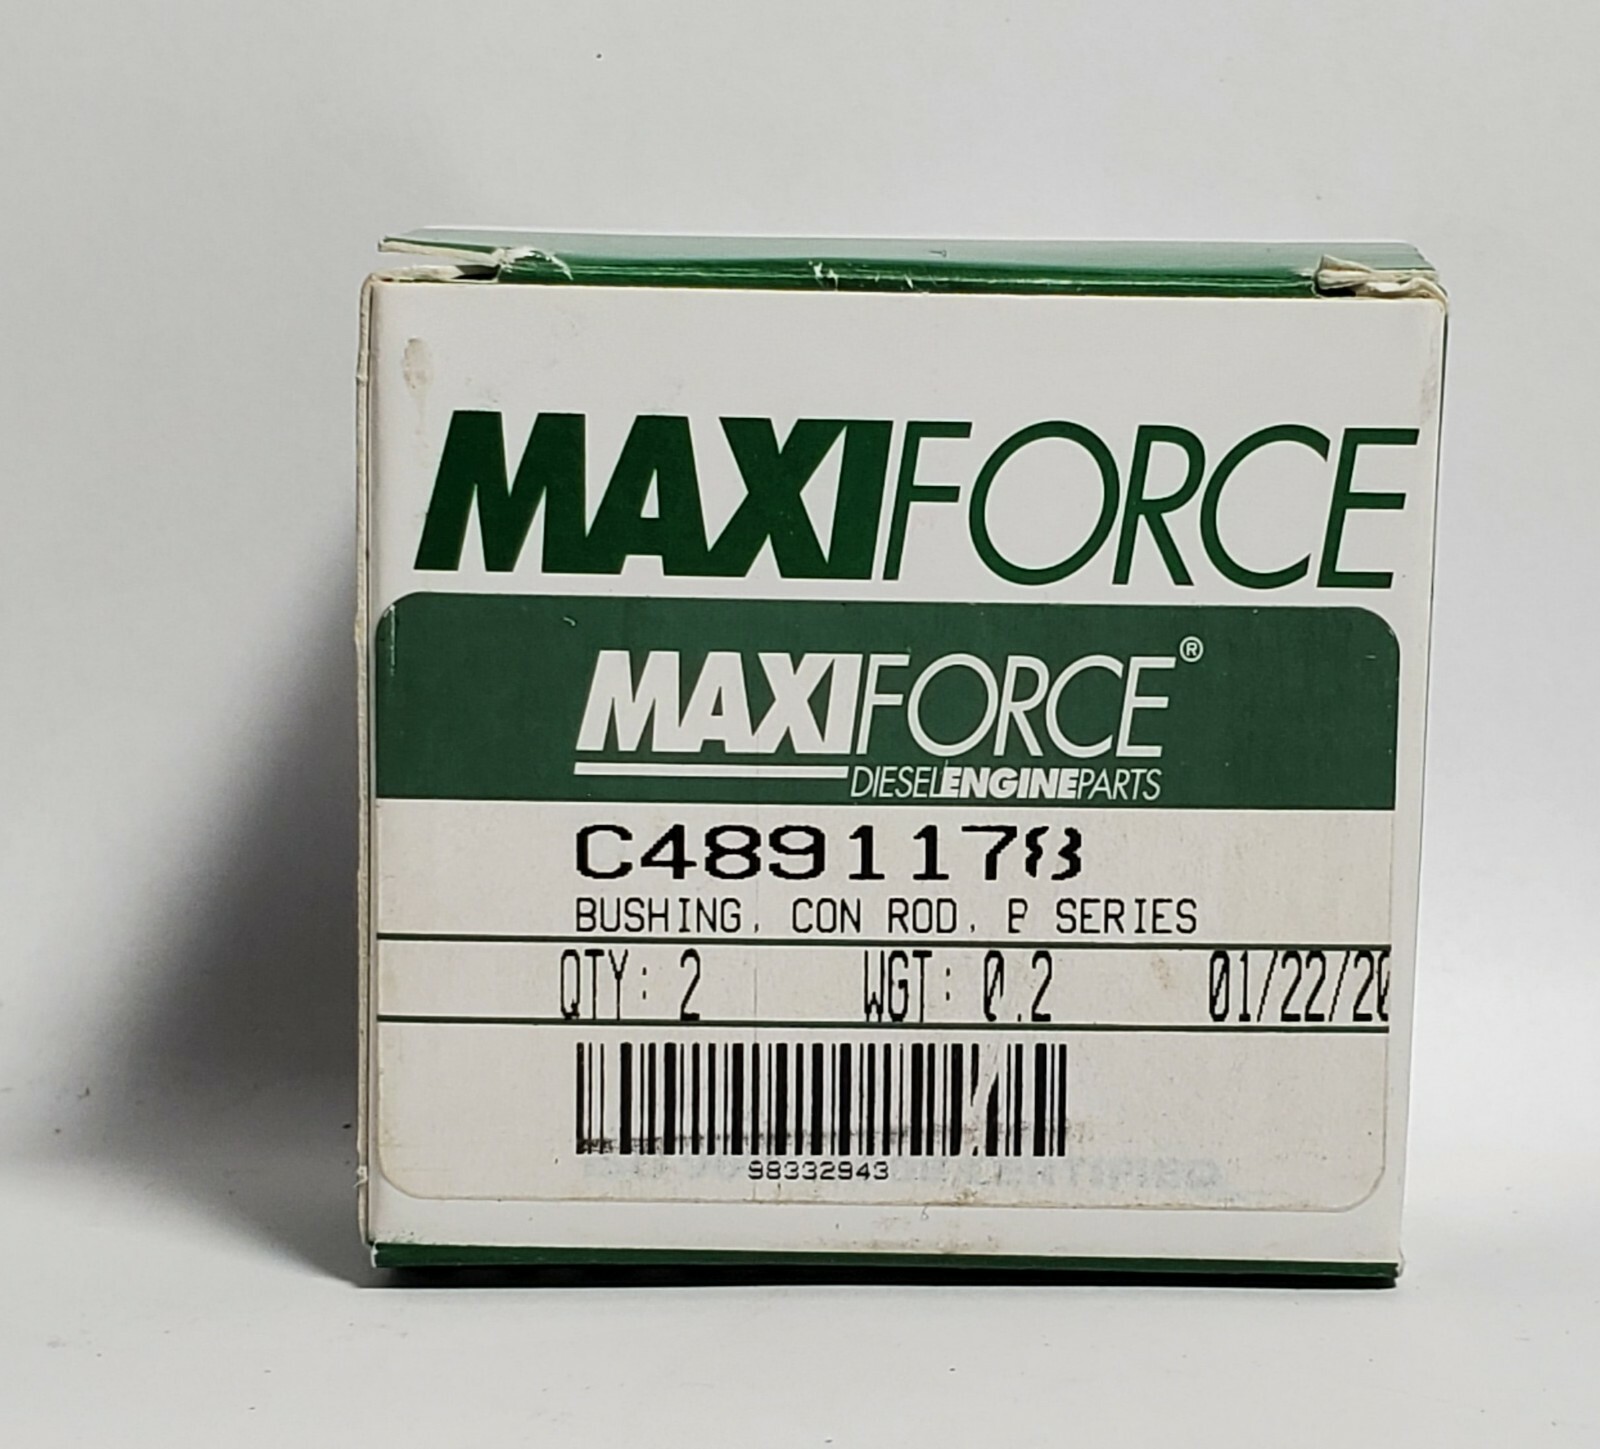 MAXIFORCE
MAXIFORCE®
DIESELENGINEPARTS
C4891178
BUSHING, CON ROD, B SERIES
QTY: 2 WGT: 0.2 01/22/20
98332943